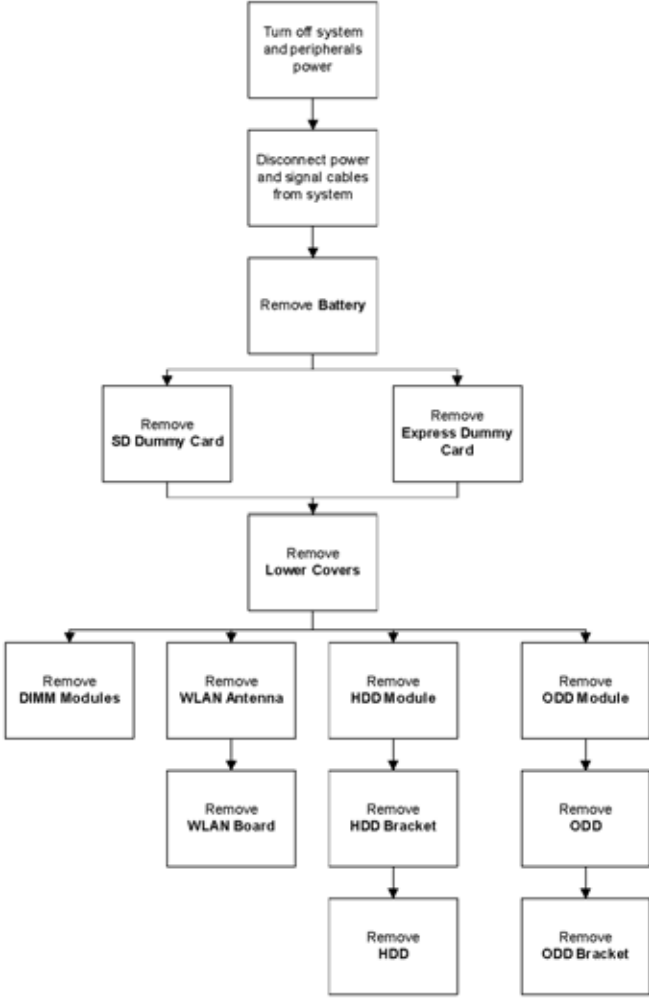 Turn off system
and peripherals
power
Disconnect power
and signal cables
from system
Remove Battery
Remove
SD Dummy Card
Remove
Express Dummy
Card
Remove
Lower Covers
Remove
DIMM Modules
Remove
WLAN Antenna
Remove
HDD Module
Remove
ODD Module
Remove
WLAN Board
Remove
HDD Bracket
Remove
ODD
Remove
HDD
Remove
ODD Bracket